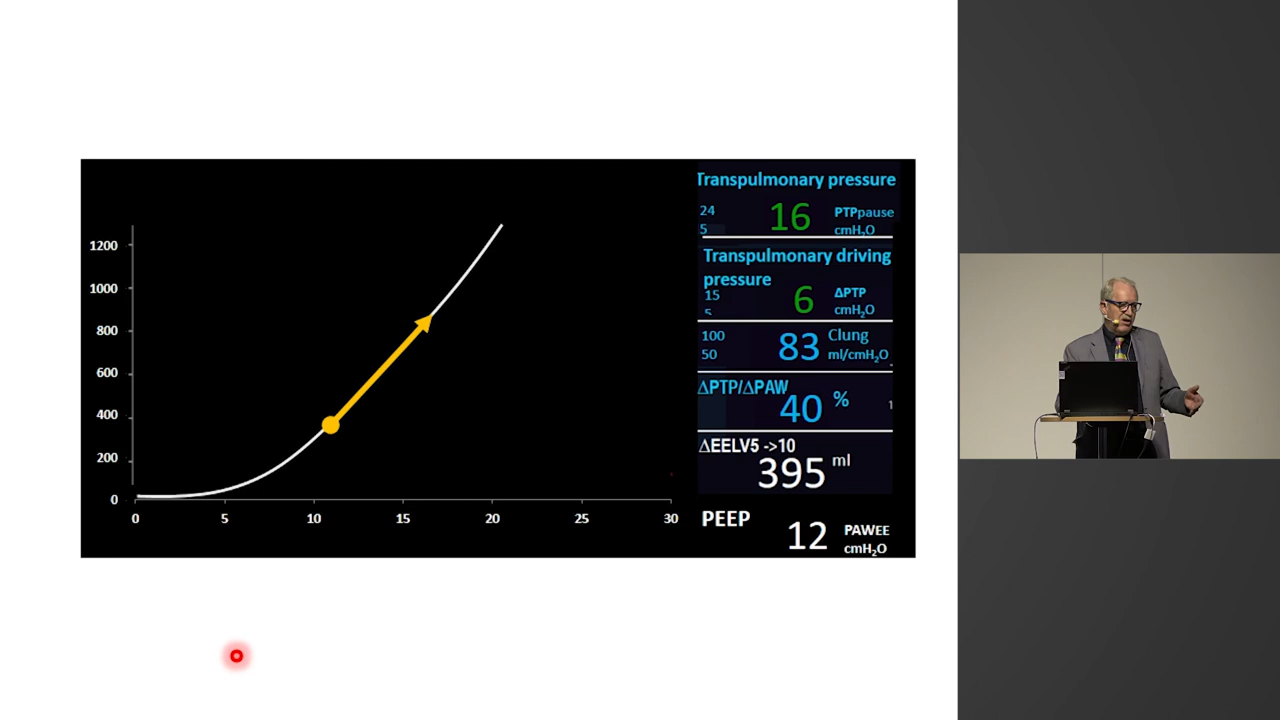 1200
1000
800
600
400
200
0
0 5 10 15 20 25 30
Transpulmonary pressure
24
5
16
PTPpause
cmH₂O
Transpulmonary driving
pressure
15
5
6
ΔPTP
cmH₂O
100
50
83
Clung
ml/cmH₂O
ΔPTP/ΔPAW
40 %
1
ΔEELV5 ->10
395 ml
PEEP
12
PAWEE
cmH₂O